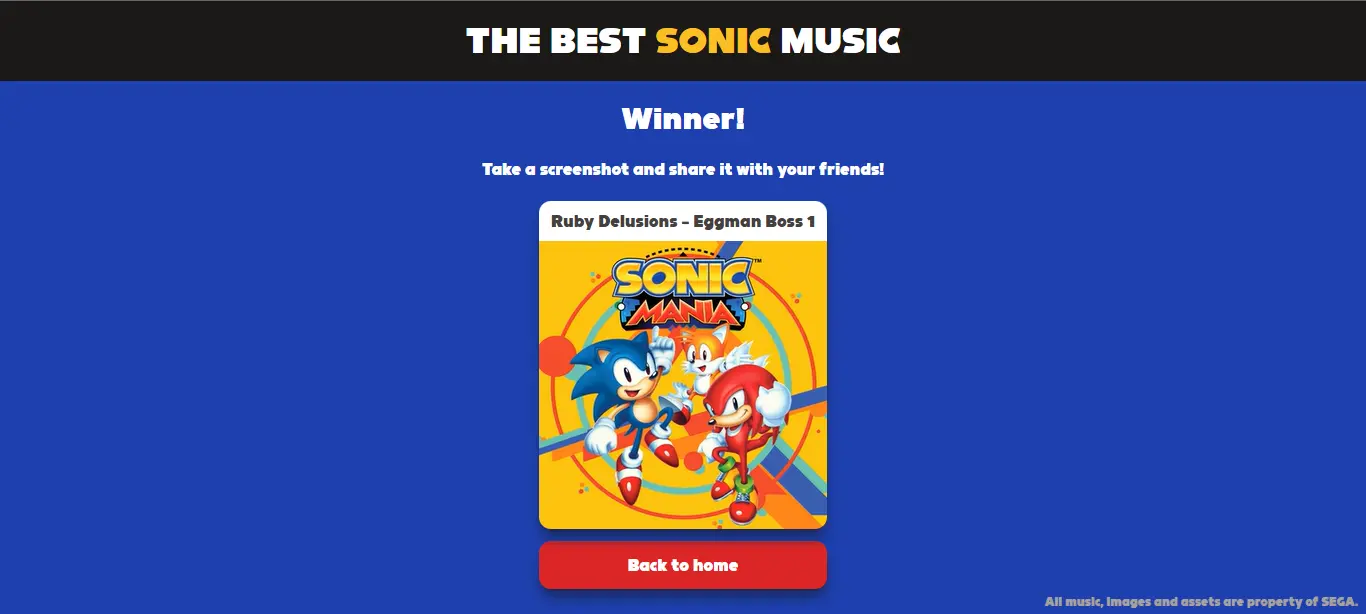 THE BEST SONIC MUSIC
Winner!
Take a screenshot and share it with your friends!
Ruby Delusions - Eggman Boss 1
SONIC
TM
MANIA
Back to home
All music, images and assets are property of SEGA.